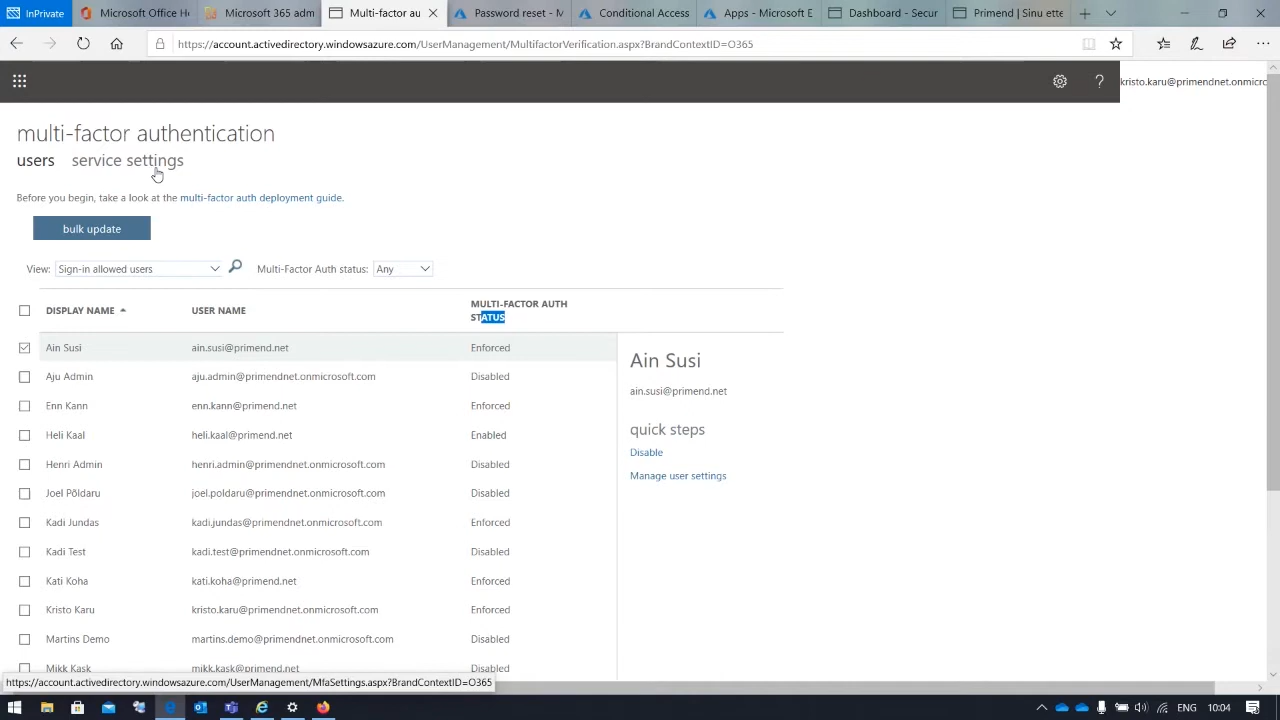 InPrivate
Microsoft Office H
Microsoft 365 adm
Multi-factor au
Password reset - M
Conditional Access
Apps - Microsoft E
Dashboard - Secur
Primend | Sinu ette
https://account.activedirectory.windowsazure.com/UserManagement/MultifactorVerification.aspx?BrandContextID=O365
kristo.karu@primendnet.onmicrosoft.c
multi-factor authentication
users service settings
Before you begin, take a look at the multi-factor auth deployment guide.
bulk update
View: Sign-in allowed users Multi-Factor Auth status: Any
DISPLAY NAME USER NAME MULTI-FACTOR AUTH
STATUS
Ain Susi ain.susi@primend.net Enforced
Aju Admin aju.admin@primendnet.onmicrosoft.com Disabled
Enn Kann enn.kann@primend.net Enforced
Heli Kaal heli.kaal@primend.net Enabled
Henri Admin henri.admin@primendnet.onmicrosoft.com Disabled
Joel Põldaru joel.poldaru@primendnet.onmicrosoft.com Disabled
Kadi Jundas kadi.jundas@primendnet.onmicrosoft.com Enforced
Kadi Test kadi.test@primendnet.onmicrosoft.com Disabled
Kati Koha kati.koha@primend.net Enforced
Kristo Karu kristo.karu@primendnet.onmicrosoft.com Enforced
Martins Demo martins.demo@primendnet.onmicrosoft.com Disabled
Mikk Kask mikk.kask@primend.net Disabled
Ain Susi
ain.susi@primend.net
quick steps
Disable
Manage user settings
https://account.activedirectory.windowsazure.com/UserManagement/MfaSettings.aspx?BrandContextID=O365
ENG 10:04